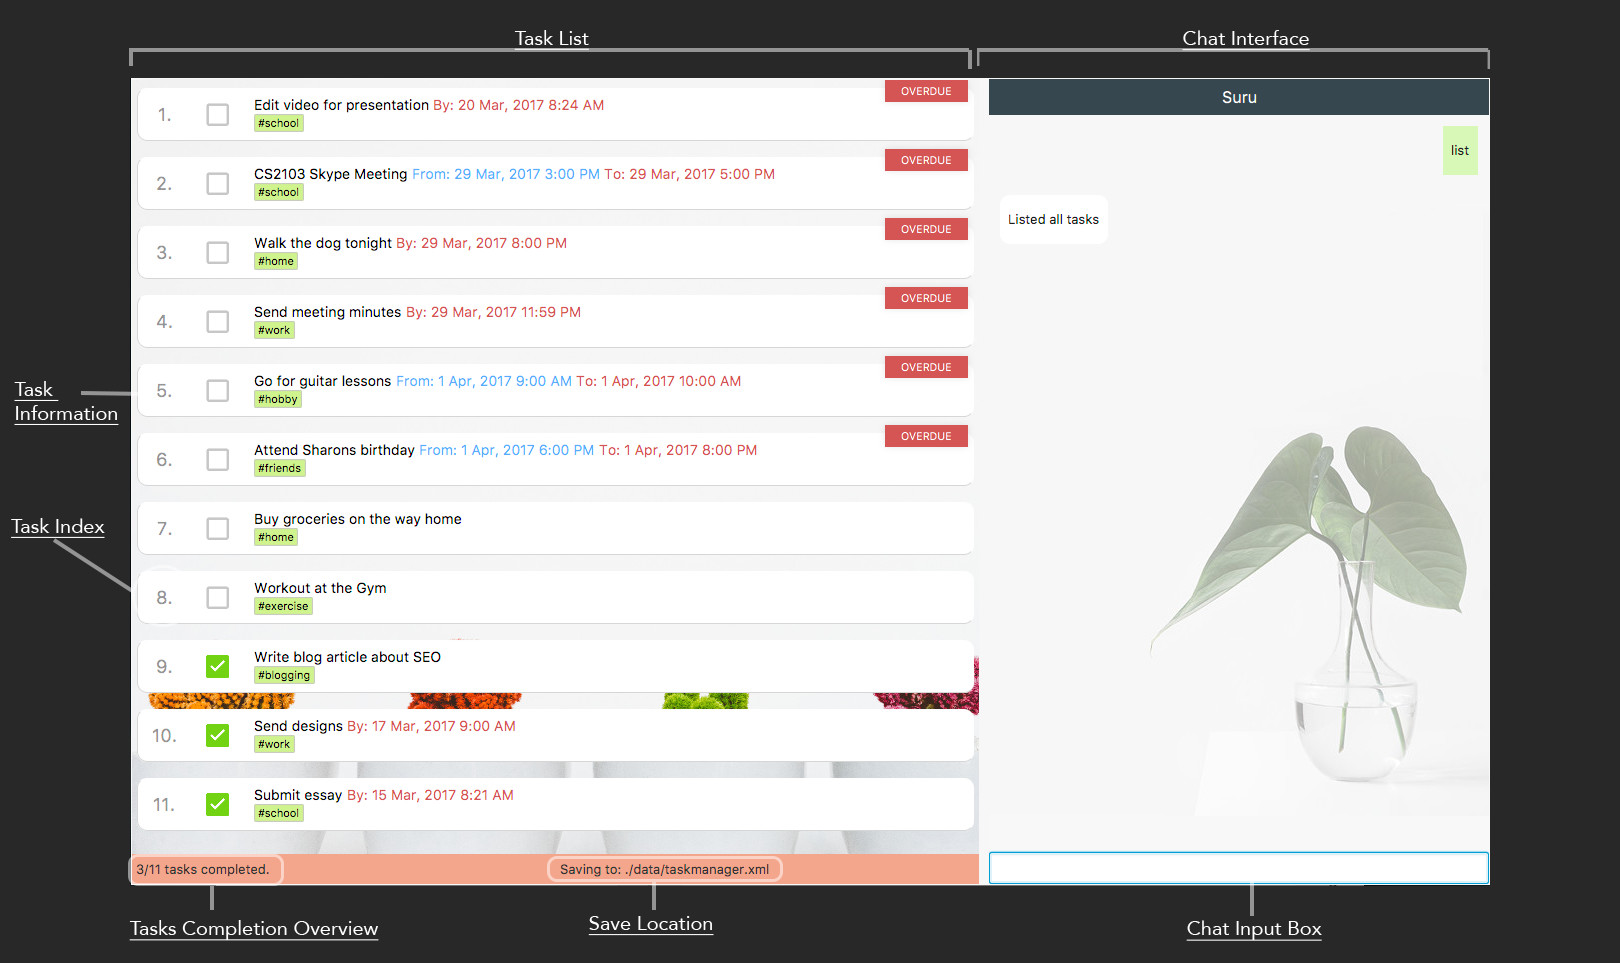 Task List
Chat Interface
1.
Edit video for presentation By: 20 Mar, 2017 8:24 AM
#school
OVERDUE
2.
CS2103 Skype Meeting From: 29 Mar, 2017 3:00 PM To: 29 Mar, 2017 5:00 PM
#school
OVERDUE
3.
Walk the dog tonight By: 29 Mar, 2017 8:00 PM
#home
OVERDUE
4.
Send meeting minutes By: 29 Mar, 2017 11:59 PM
#work
OVERDUE
5.
Go for guitar lessons From: 1 Apr, 2017 9:00 AM To: 1 Apr, 2017 10:00 AM
#hobby
OVERDUE
6.
Attend Sharons birthday From: 1 Apr, 2017 6:00 PM To: 1 Apr, 2017 8:00 PM
#friends
OVERDUE
7.
Buy groceries on the way home
#home
8.
Workout at the Gym
#exercise
9.
Write blog article about SEO
#blogging
10.
Send designs By: 17 Mar, 2017 9:00 AM
#work
11.
Submit essay By: 15 Mar, 2017 8:21 AM
#school
3/11 tasks completed.
Saving to: ./data/taskmanager.xml
Suru
list
Listed all tasks
Task
Information
Task Index
Tasks Completion Overview
Save Location
Chat Input Box